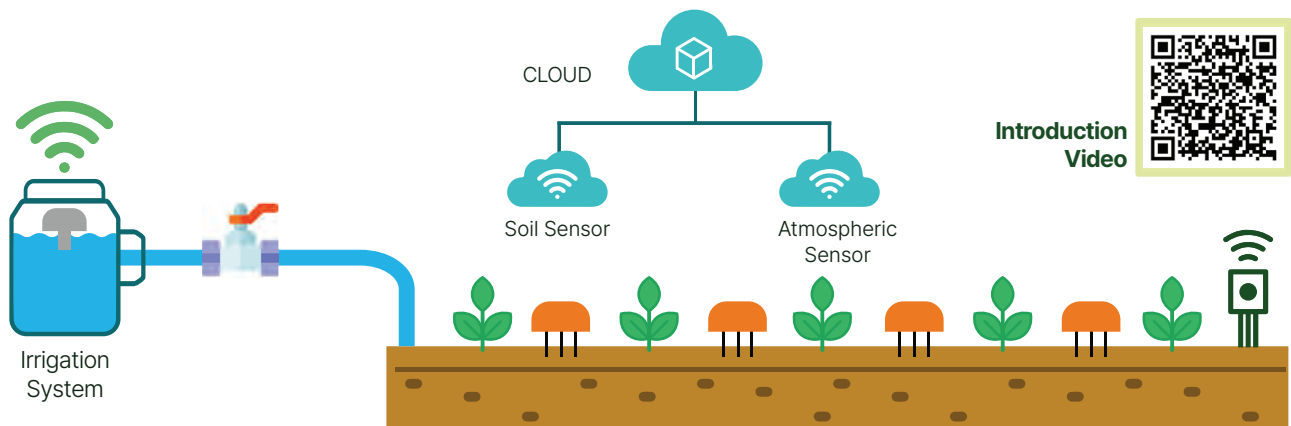 CLOUD
Introduction
Video
Soil Sensor
Atmospheric
Sensor
Irrigation
System